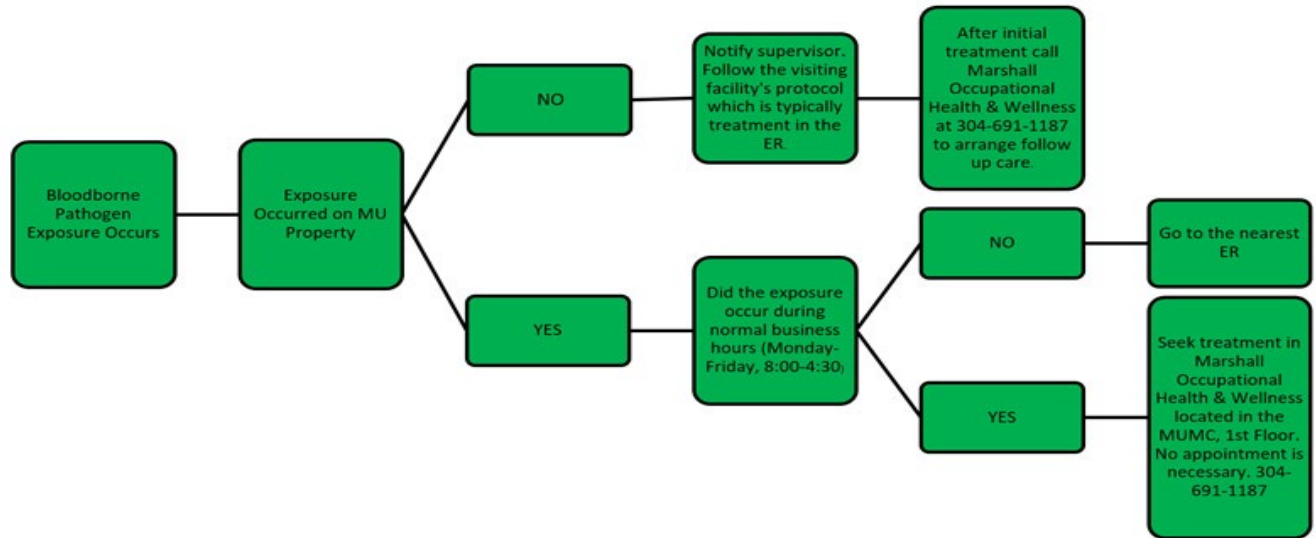 Bloodborne
Pathogen
Exposure Occurs
Exposure
Occurred on MU
Property
NO
Notify supervisor.
Follow the visiting
facility's protocol
which is typically
treatment in the
ER.
After initial
treatment call
Marshall
Occupational
Health & Wellness
at 304-691-1187
to arrange follow
up care.
YES
Did the exposure
occur during
normal business
hours (Monday-
Friday, 8:00-4:30)
NO
Go to the nearest
ER
YES
Seek treatment in
Marshall
Occupational
Health & Wellness
located in the
MUMC, 1st Floor.
No appointment is
necessary. 304-
691-1187